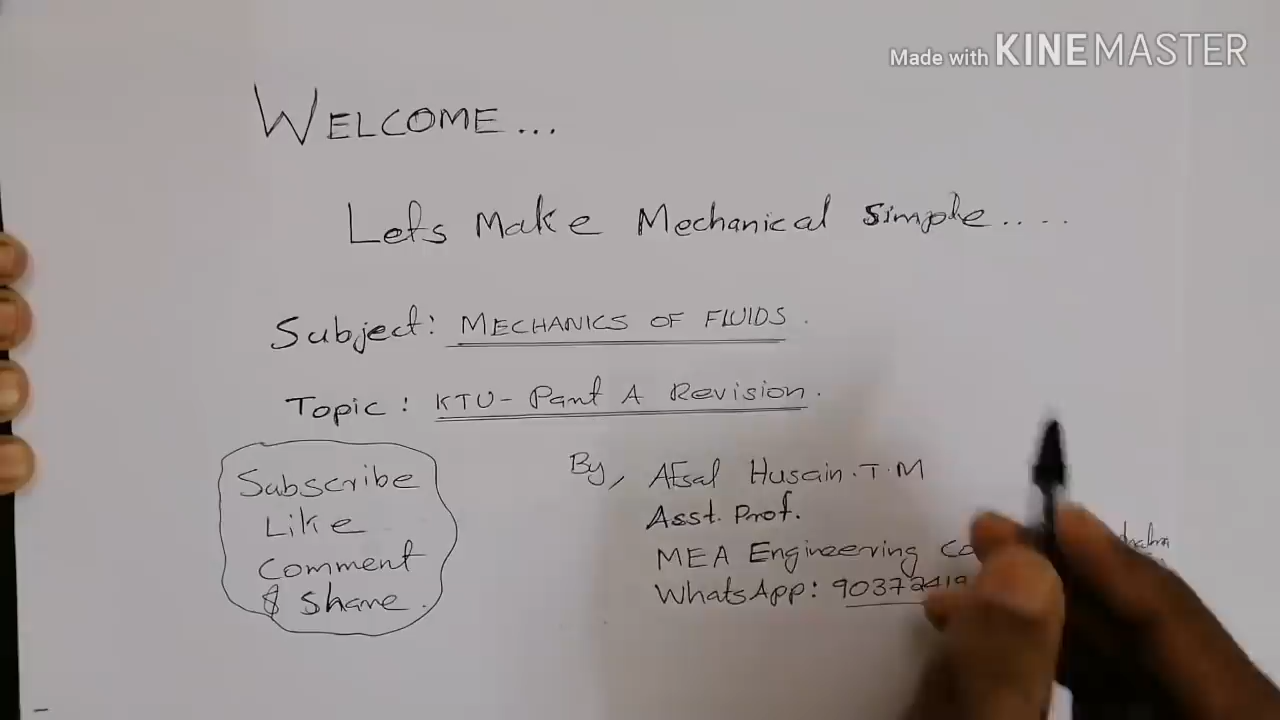 Made with KINEMASTER
WELCOME...
Lets Make Mechanical Simple....
Subject: MECHANICS OF FLUIDS.
Topic: KTU - Part A Revision.
Subscribe
Like
Comment
& Share.
By, Afsal Husain.T.M
Asst. Prof.
MEA Engineering
WhatsApp: 9037241